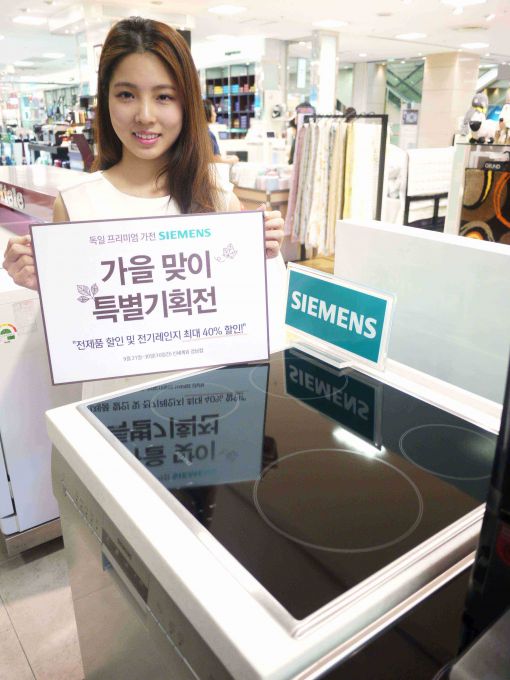 독일 프리미엄 가전 SIEMENS
가을 맞이
특별기획전
"전제품 할인 및 전기레인지 최대 40% 할인!"
SIEMENS